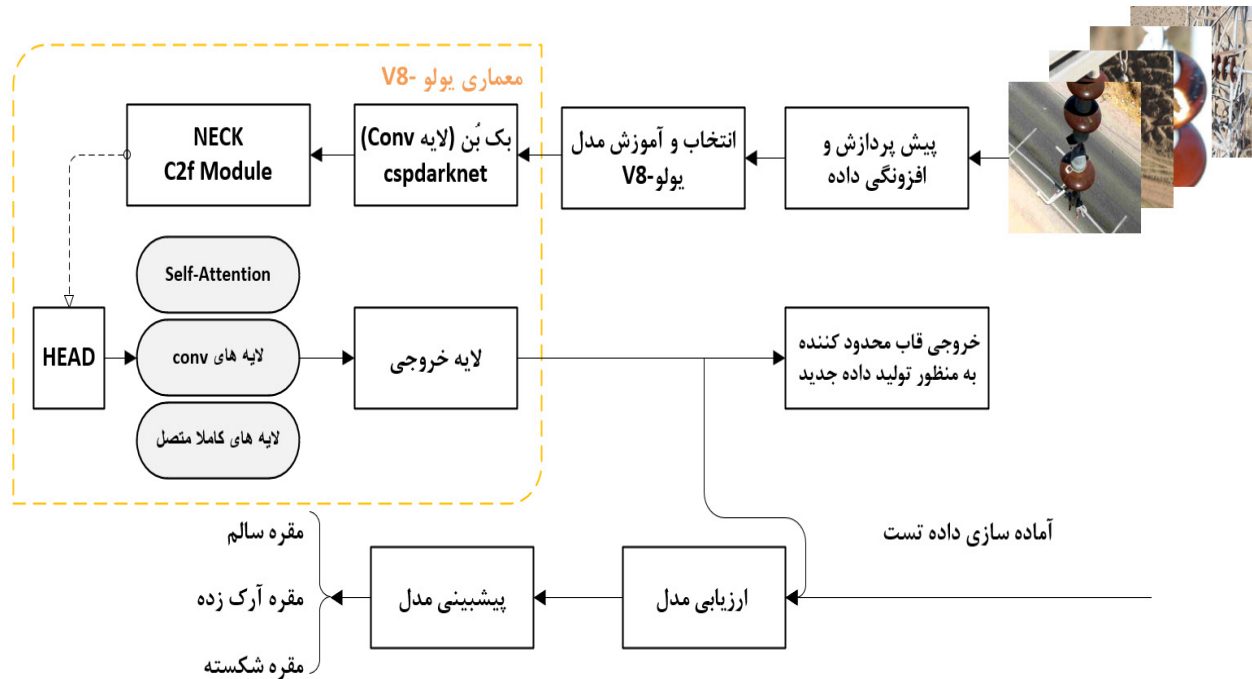 معماری یولو -V8
پیش پردازش و
افزونگی داده
انتخاب و آموزش مدل
یولو-V8
بک بُن (لایه Conv)
cspdarknet
NECK
C2f Module
HEAD
Self-Attention
لایه های conv
لایه های کاملا متصل
لایه خروجی
خروجی قاب محدود کننده
به منظور تولید داده جدید
آماده سازی داده تست
ارزیابی مدل
پیشبینی مدل
مقره سالم
مقره آرک زده
مقره شکسته